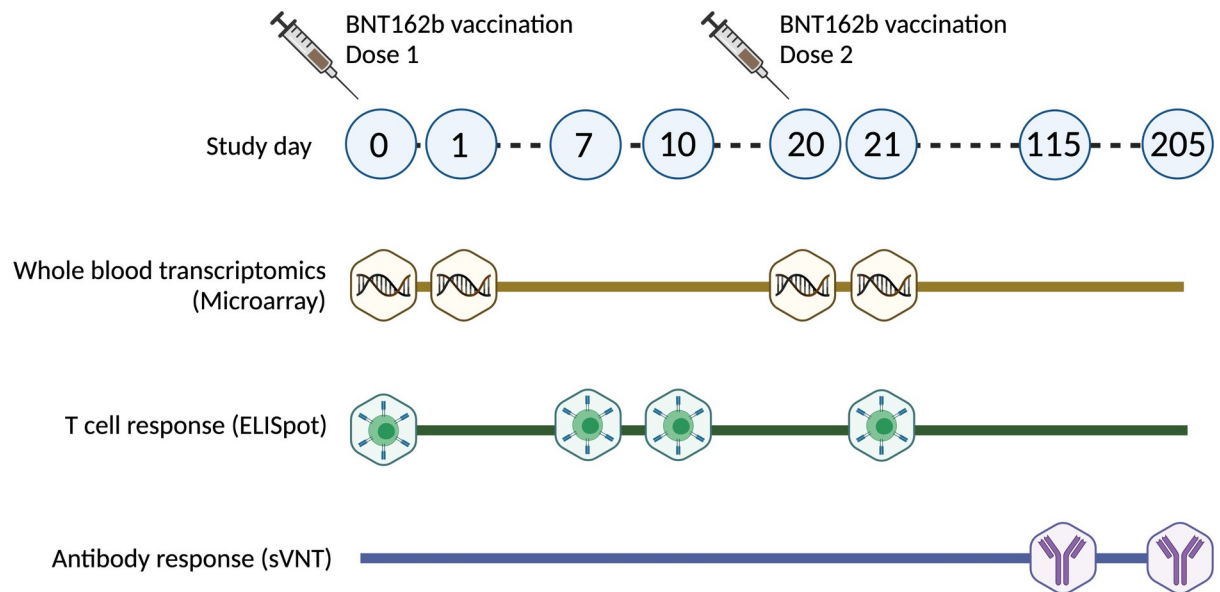 BNT162b vaccination
Dose 1
BNT162b vaccination
Dose 2
Study day 0 1 7 10 20 21 115 205
Whole blood transcriptomics
(Microarray)
T cell response (ELISpot)
Antibody response (sVNT)